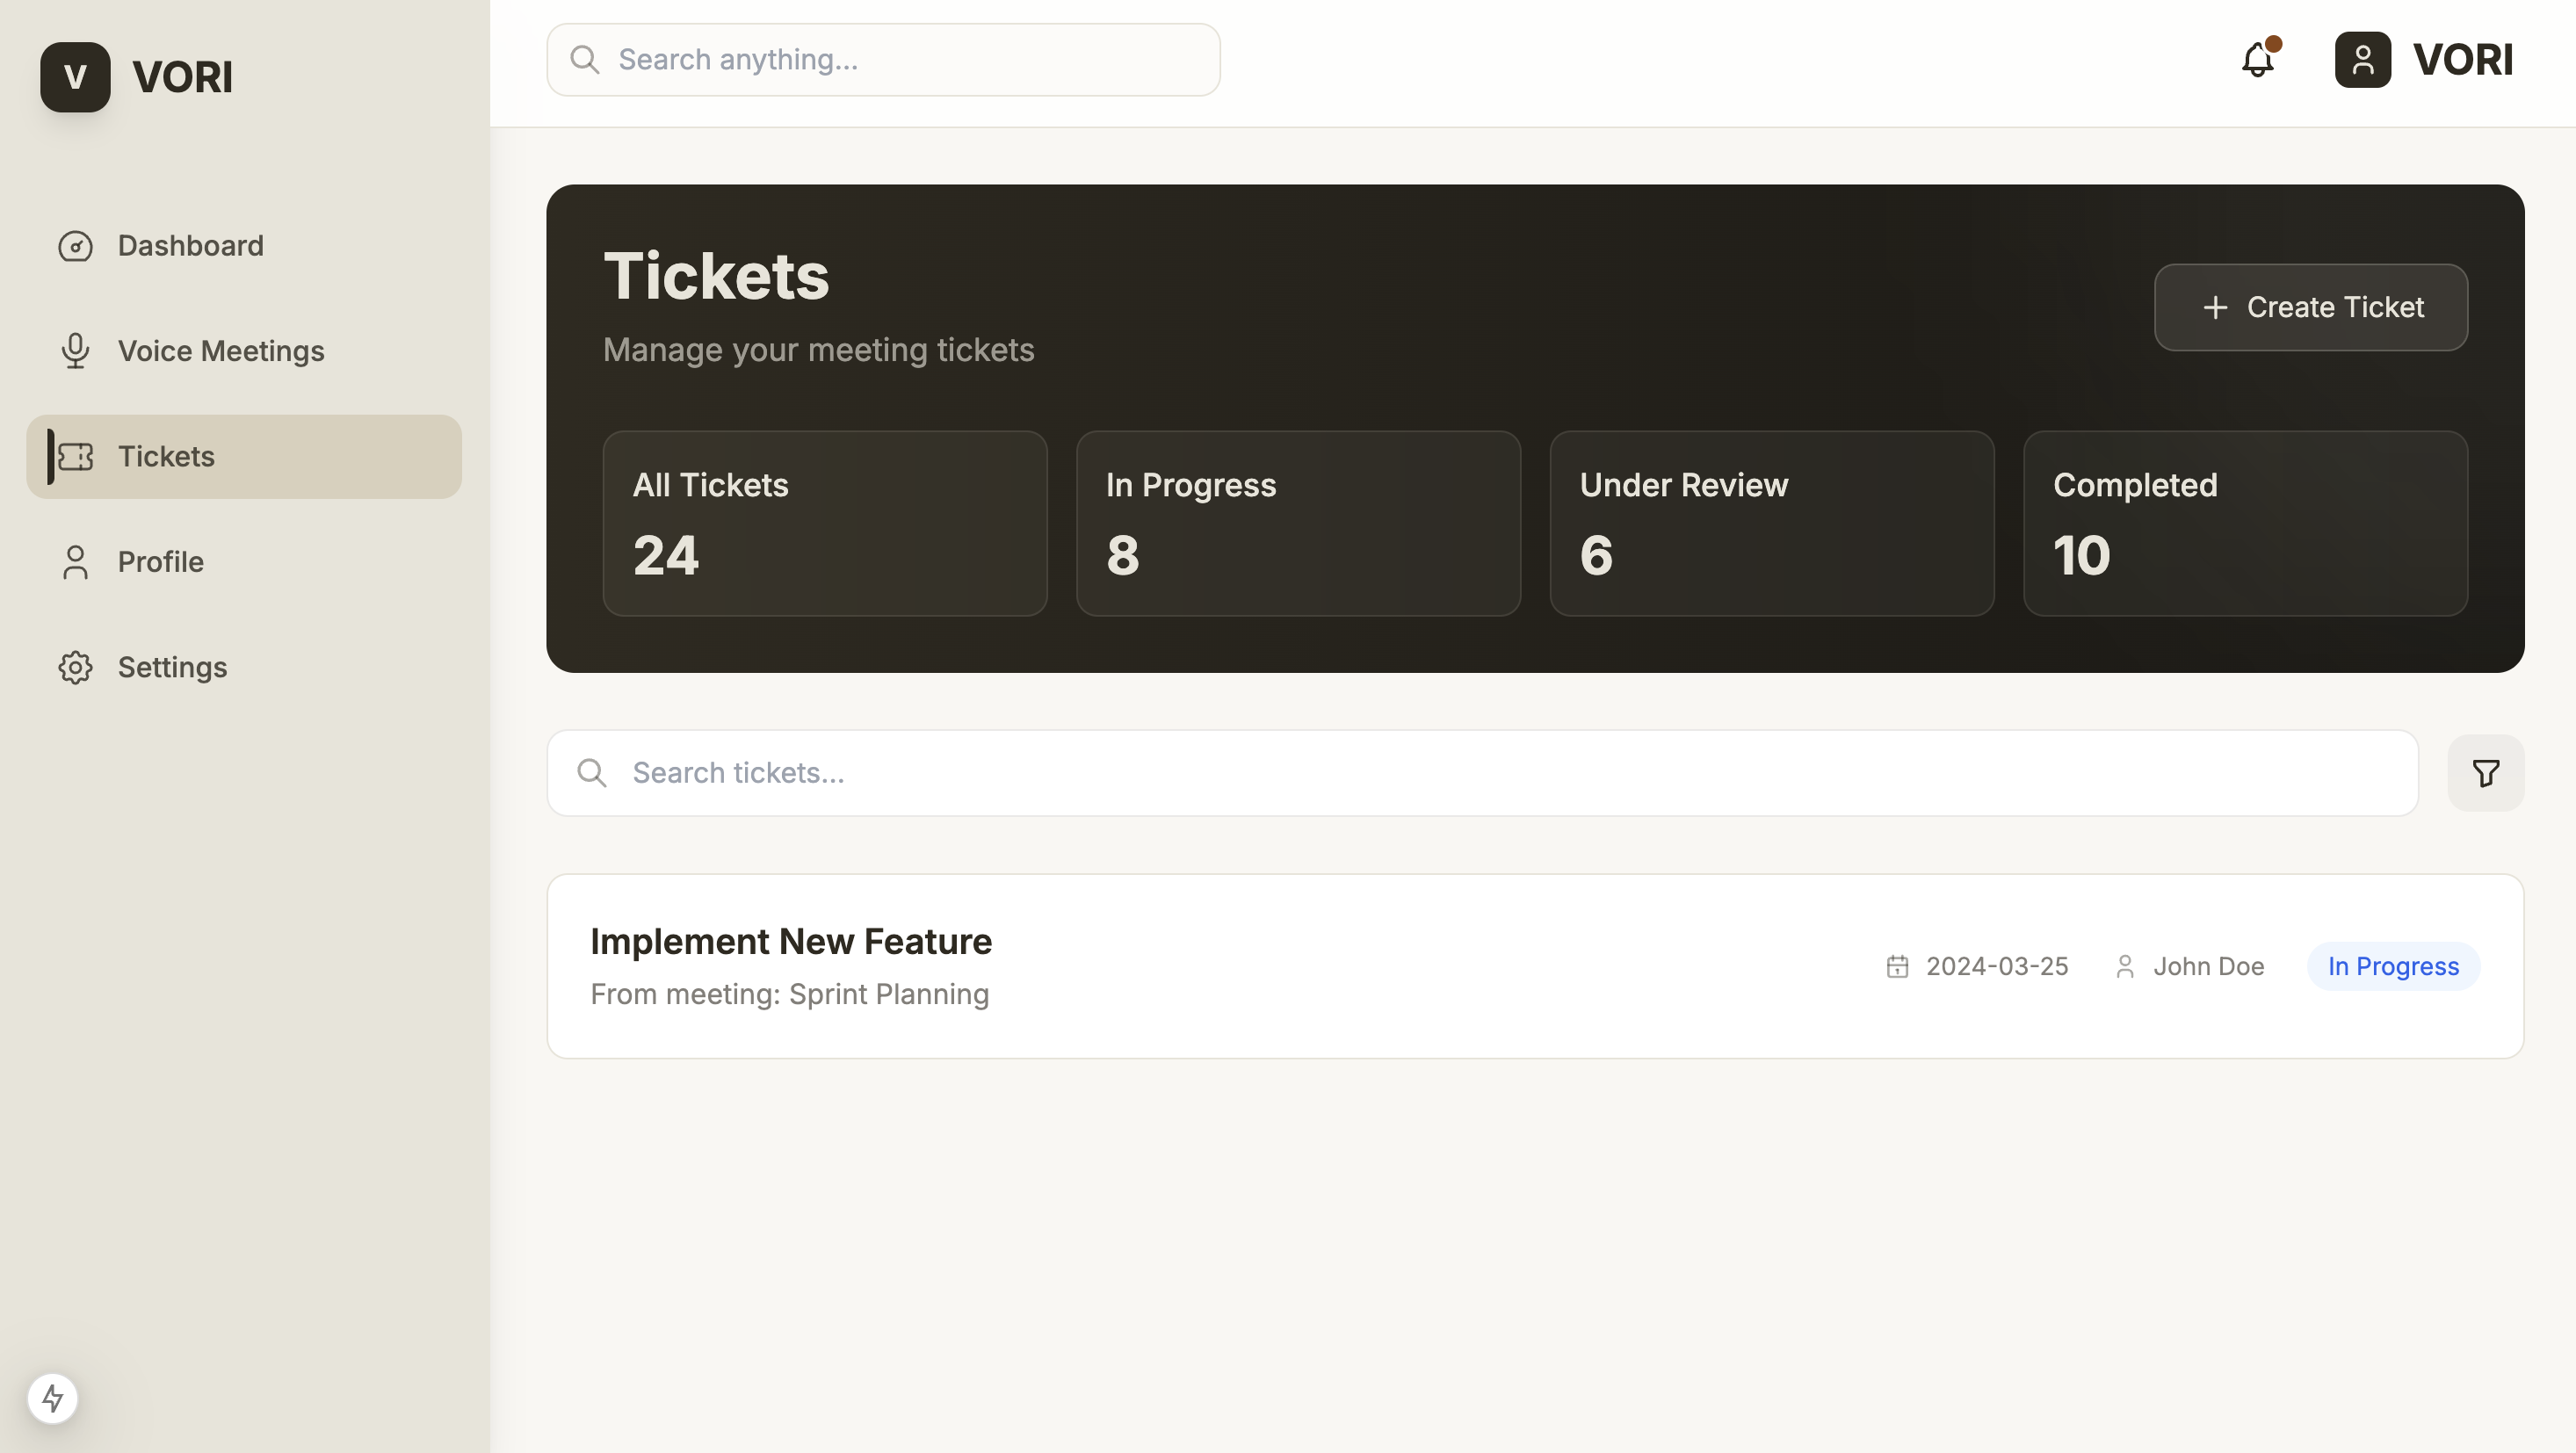 V VORI
Dashboard
Voice Meetings
Tickets
Profile
Settings
Search anything...
VORI
Tickets
Manage your meeting tickets
Create Ticket
All Tickets
24
In Progress
8
Under Review
6
Completed
10
Search tickets...
Implement New Feature
From meeting: Sprint Planning
2024-03-25
John Doe
In Progress